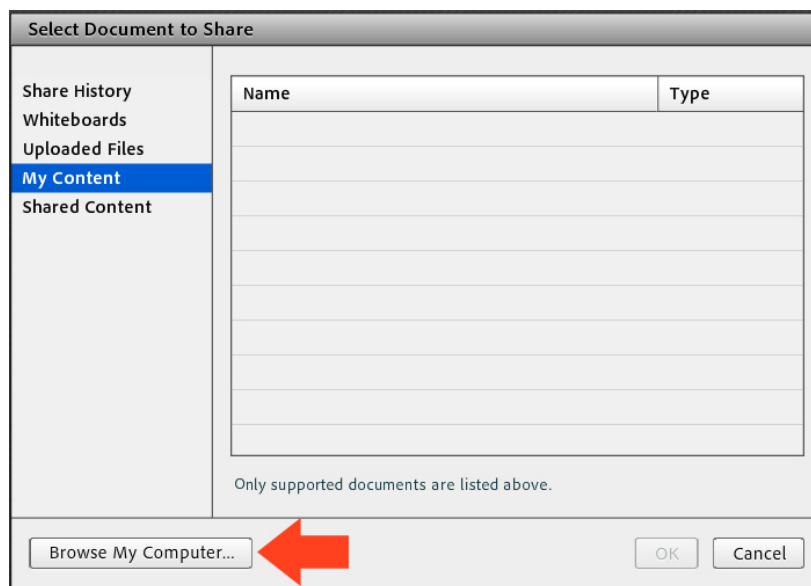 Select Document to Share
Share History
Whiteboards
Uploaded Files
My Content
Shared Content
Name Type
Only supported documents are listed above.
Browse My Computer... OK Cancel